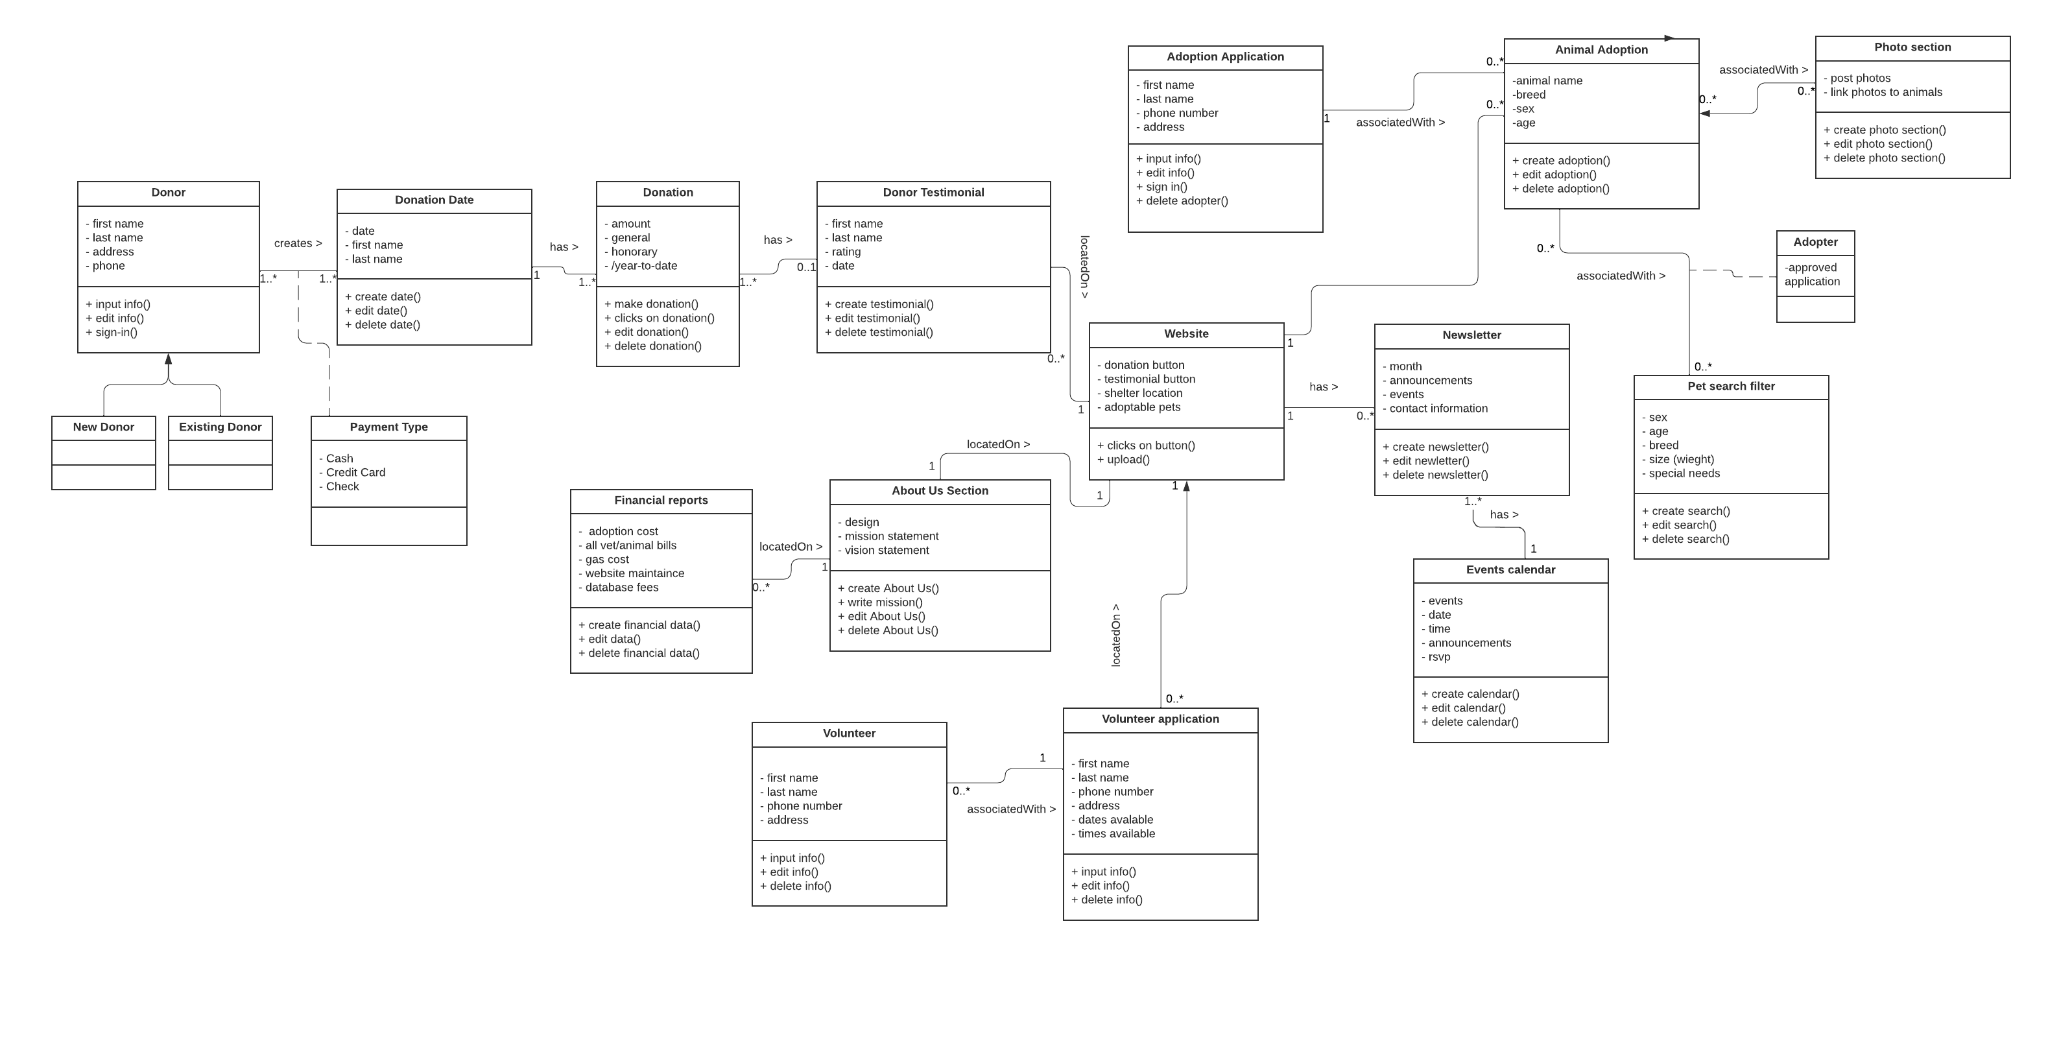 Adoption Application
- first name
- last name
- phone number
- address
+ input info()
+ edit info()
+ sign in()
+ delete adopter()
1
associatedWith >
0..*
0..*
Animal Adoption
-animal name
-breed
-sex
-age
+ create adoption()
+ edit adoption()
+ delete adoption()
associatedWith >
0..*
0..*
Photo section
- post photos
- link photos to animals
+ create photo section()
+ edit photo section()
+ delete photo section()
Donor
- first name
- last name
- address
- phone
+ input info()
+ edit info()
+ sign-in()
creates >
1..*
1..*
Donation Date
- date
- first name
- last name
+ create date()
+ edit date()
+ delete date()
has >
1
1..*
Donation
- amount
- general
- honorary
- /year-to-date
+ make donation()
+ clicks on donation()
+ edit donation()
+ delete donation()
has >
1..*
0..1
Donor Testimonial
- first name
- last name
- rating
- date
+ create testimonial()
+ edit testimonial()
+ delete testimonial()
locatedOn >
0..*
1
0..*
associatedWith >
0..*
Adopter
-approved
application
New Donor
Existing Donor
Payment Type
- Cash
- Credit Card
- Check
Website
- donation button
- testimonial button
- shelter location
- adoptable pets
+ clicks on button()
+ upload()
1
has >
1
0..*
Newsletter
- month
- announcements
- events
- contact information
+ create newsletter()
+ edit newletter()
+ delete newsletter()
1..*
has >
1
Pet search filter
- sex
- age
- breed
- size (wieght)
- special needs
+ create search()
+ edit search()
+ delete search()
Financial reports
-  adoption cost
- all vet/animal bills
- gas cost
- website maintaince
- database fees
+ create financial data()
+ edit data()
+ delete financial data()
locatedOn >
0..*
1
locatedOn >
1
1
About Us Section
- design
- mission statement
- vision statement
+ create About Us()
+ write mission()
+ edit About Us()
+ delete About Us()
1
locatedOn >
0..*
Events calendar
- events
- date
- time
- announcements
- rsvp
+ create calendar()
+ edit calendar()
+ delete calendar()
Volunteer
- first name
- last name
- phone number
- address
+ input info()
+ edit info()
+ delete info()
1
0..*
associatedWith >
Volunteer application
- first name
- last name
- phone number
- address
- dates avalable
- times available
+ input info()
+ edit info()
+ delete info()